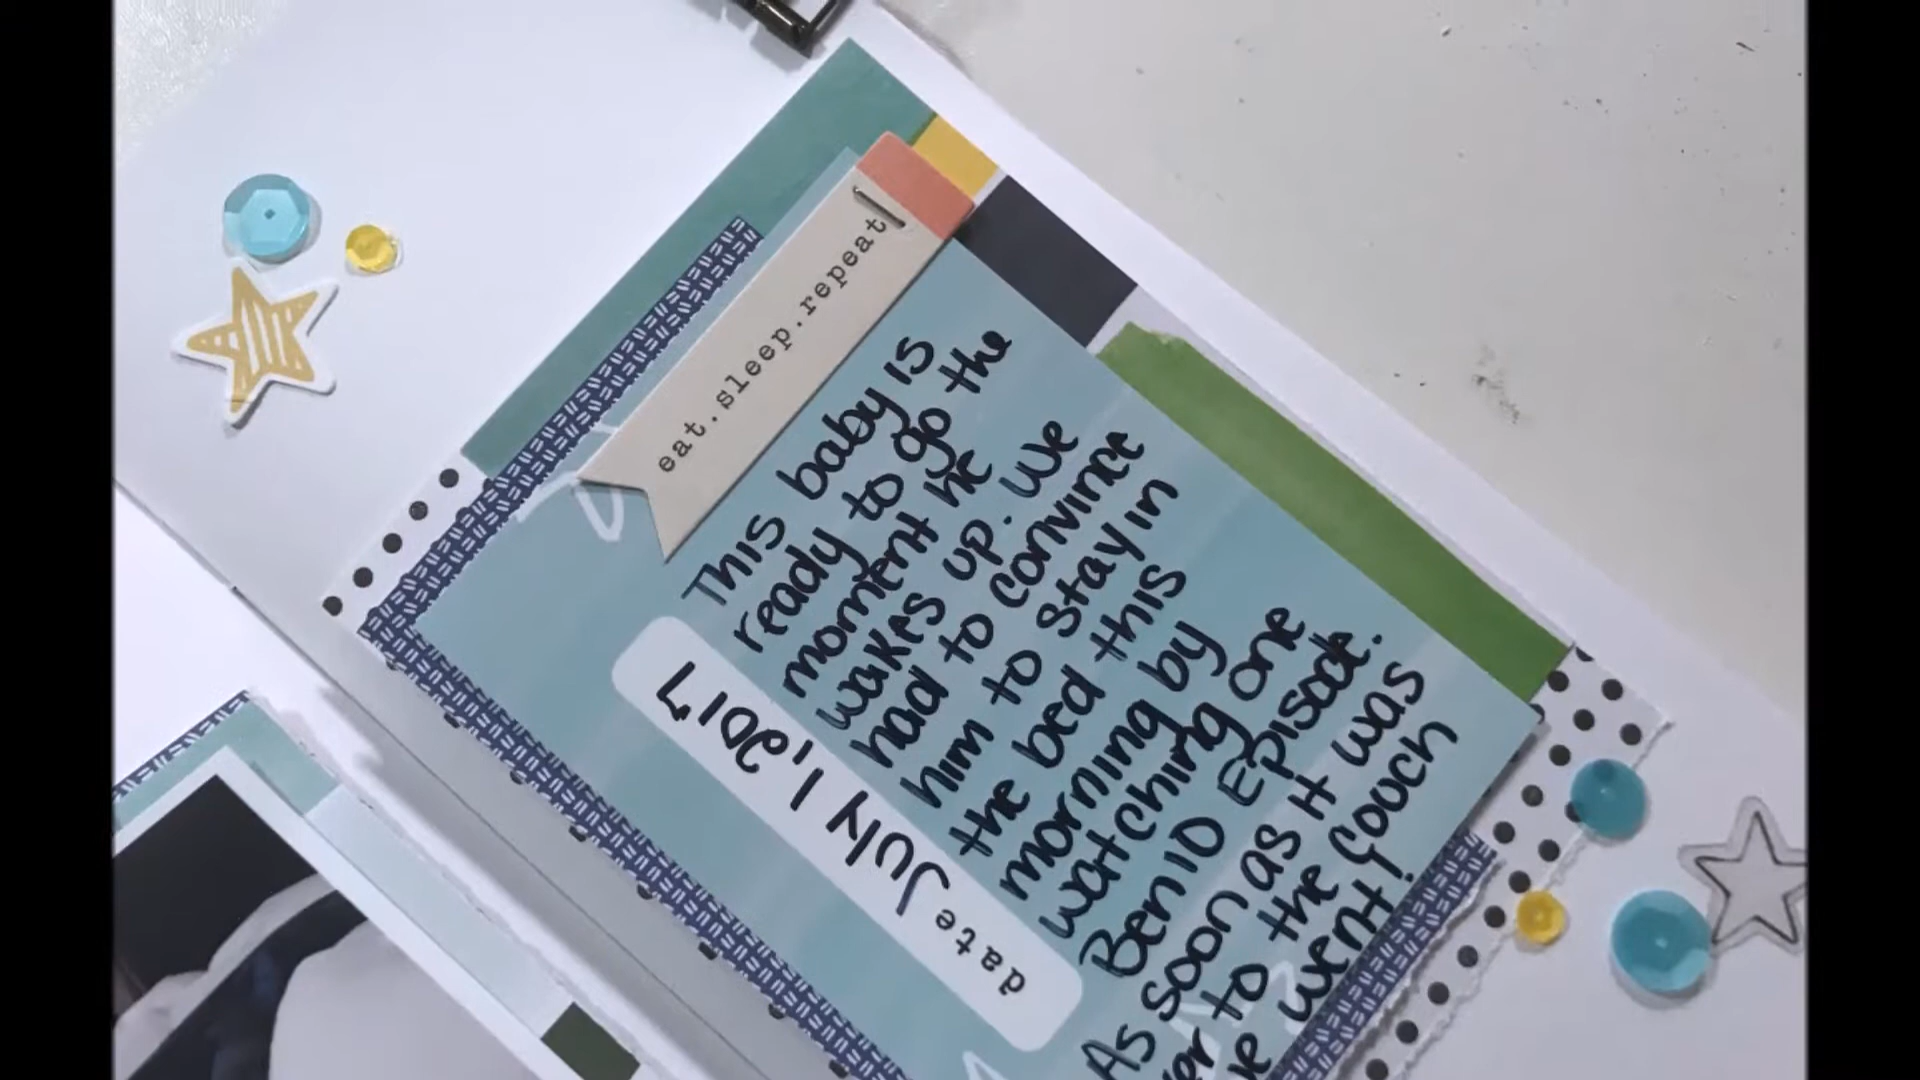 eat.sleep.repeat
This baby is
ready to go the
moment he
wakes up. We
had to convince
him to stay in
the bed this
morning by
watching one
Ben 10 Episode.
As soon as it was
to the couch
went!
date July 1, 2017